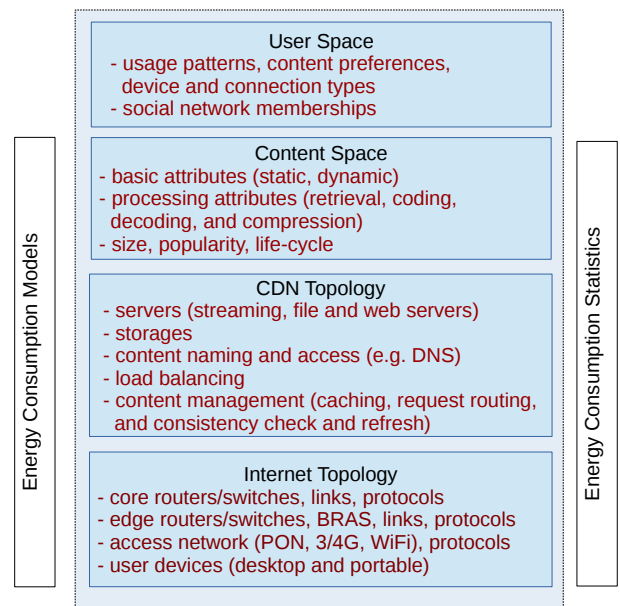 User Space
- usage patterns, content preferences,
device and connection types
- social network memberships
Content Space
- basic attributes (static, dynamic)
- processing attributes (retrieval, coding,
decoding, and compression)
- size, popularity, life-cycle
CDN Topology
- servers (streaming, file and web servers)
- storages
- content naming and access (e.g. DNS)
- load balancing
- content management (caching, request routing,
and consistency check and refresh)
Internet Topology
- core routers/switches, links, protocols
- edge routers/switches, BRAS, links, protocols
- access network (PON, 3/4G, WiFi), protocols
- user devices (desktop and portable)
Energy Consumption Models
Energy Consumption Statistics